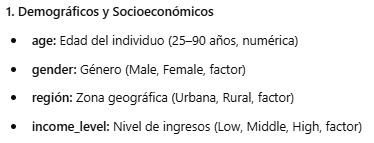 1. Demográficos y Socioeconómicos
• age: Edad del individuo (25–90 años, numérica)
• gender: Género (Male, Female, factor)
• región: Zona geográfica (Urbana, Rural, factor)
• income_level: Nivel de ingresos (Low, Middle, High, factor)